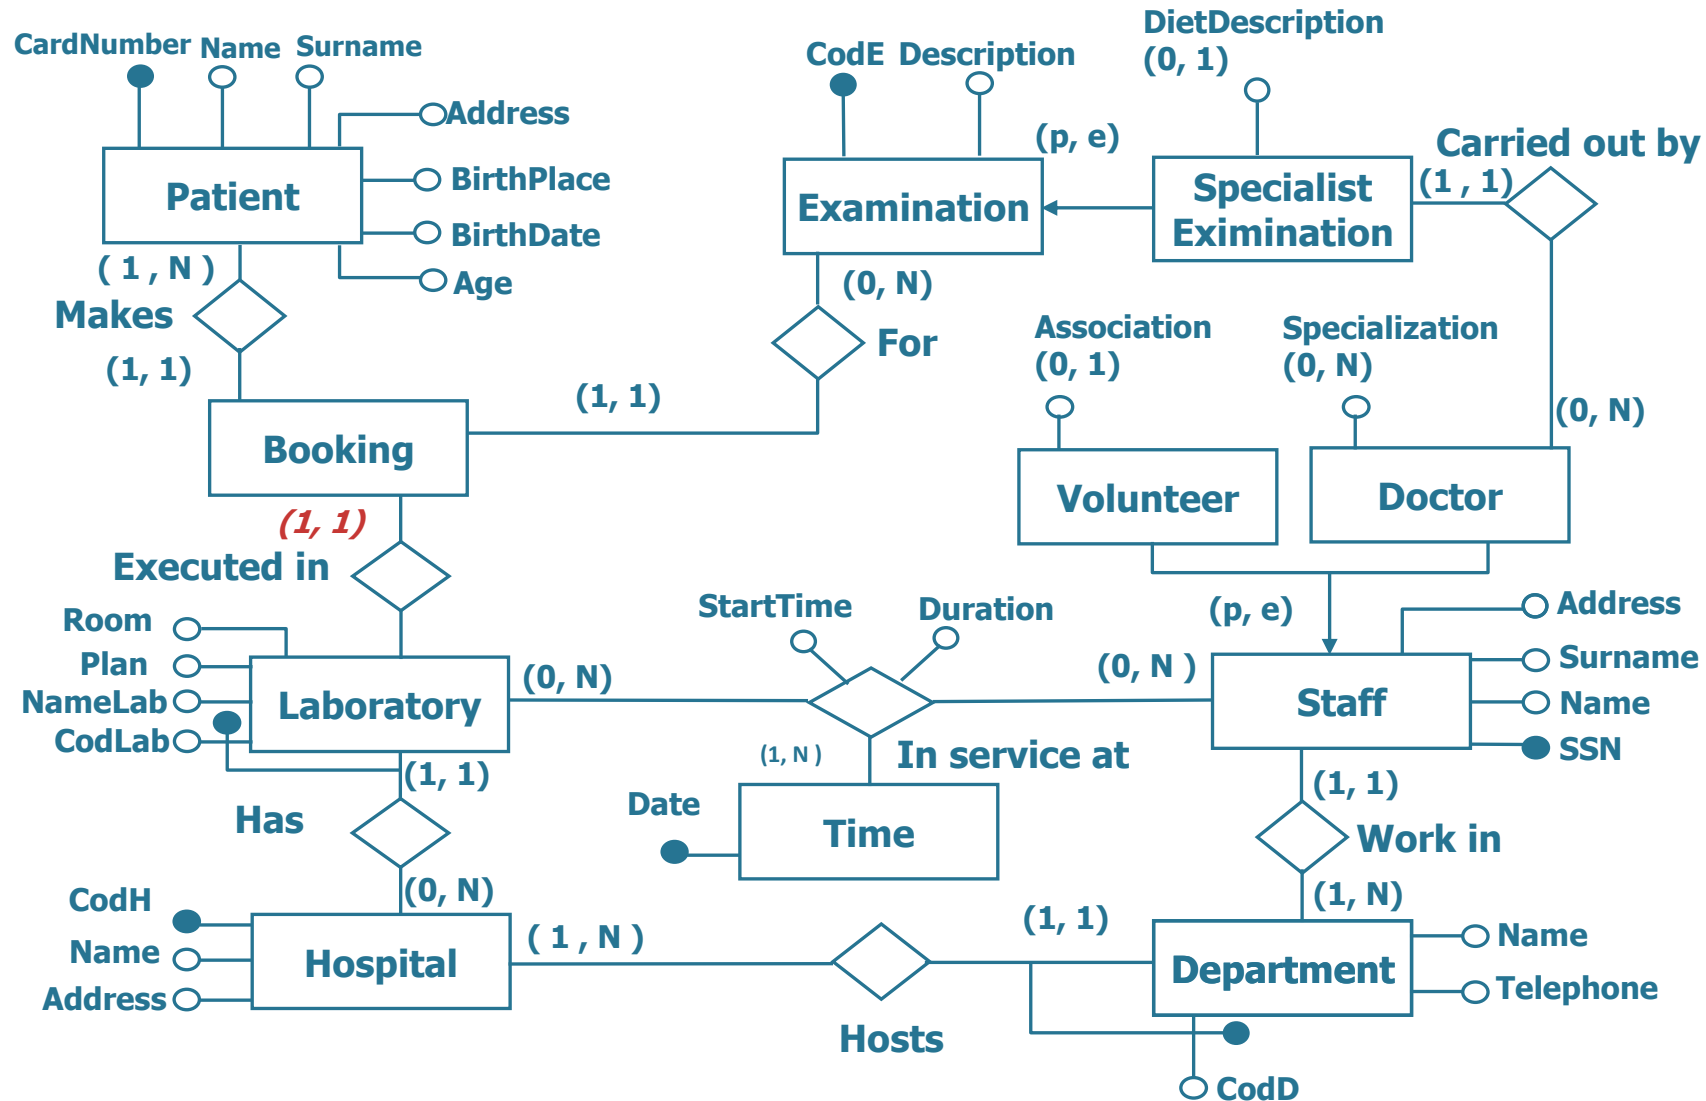 DietDescription
(0, 1)
CardNumber Name Surname
CodE Description
Address
(p, e)
Carried out by
(1 , 1)
Patient
BirthPlace
BirthDate
Age
Examination
Specialist
Eximination
( 1 , N )
Makes
(1, 1)
(0, N)
For
Association
(0, 1)
Specialization
(0, N)
(0, N)
(1, 1)
Booking
Volunteer
Doctor
(1, 1)
Executed in
Room
Plan
NameLab
CodLab
Laboratory
(0, N)
StartTime
Duration
(p, e)
(0, N )
Address
Surname
Name
SSN
Staff
(1, 1)
Has
(1, N )
In service at
Date
Time
(1, 1)
Work in
(0, N)
CodH
Name
Address
Hospital
( 1 , N )
(1, 1)
Hosts
(1, N)
Department
Name
Telephone
CodD